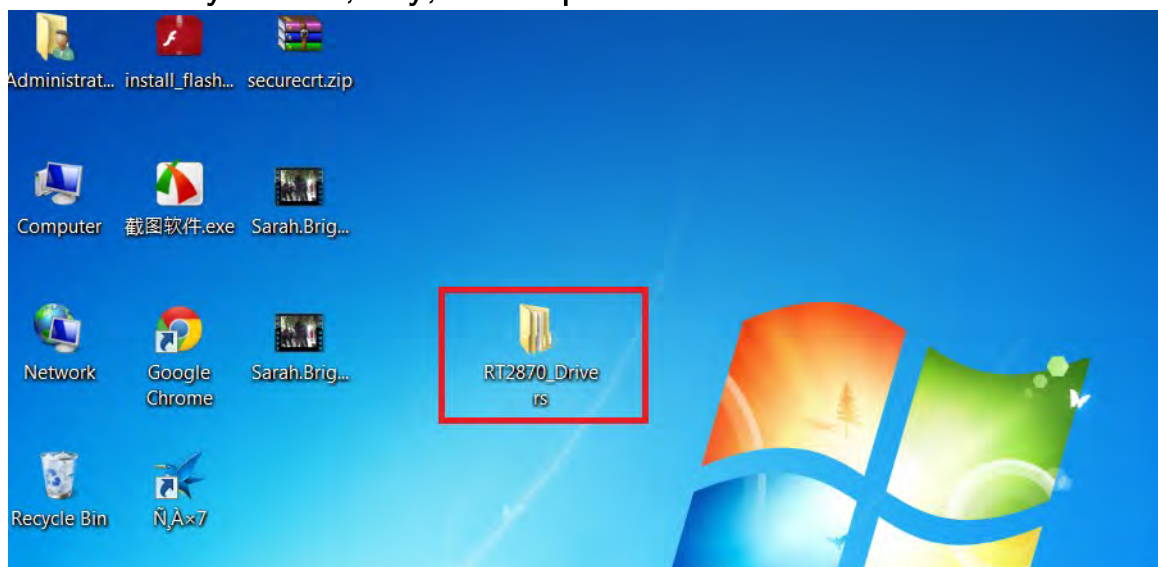 Administrat... install_flash... securecrt.zip
Computer 截图软件.exe Sarah.Brig...
Network Google Chrome Sarah.Brig... RT2870_Drive
rs
Recycle Bin Ñ¸À×7